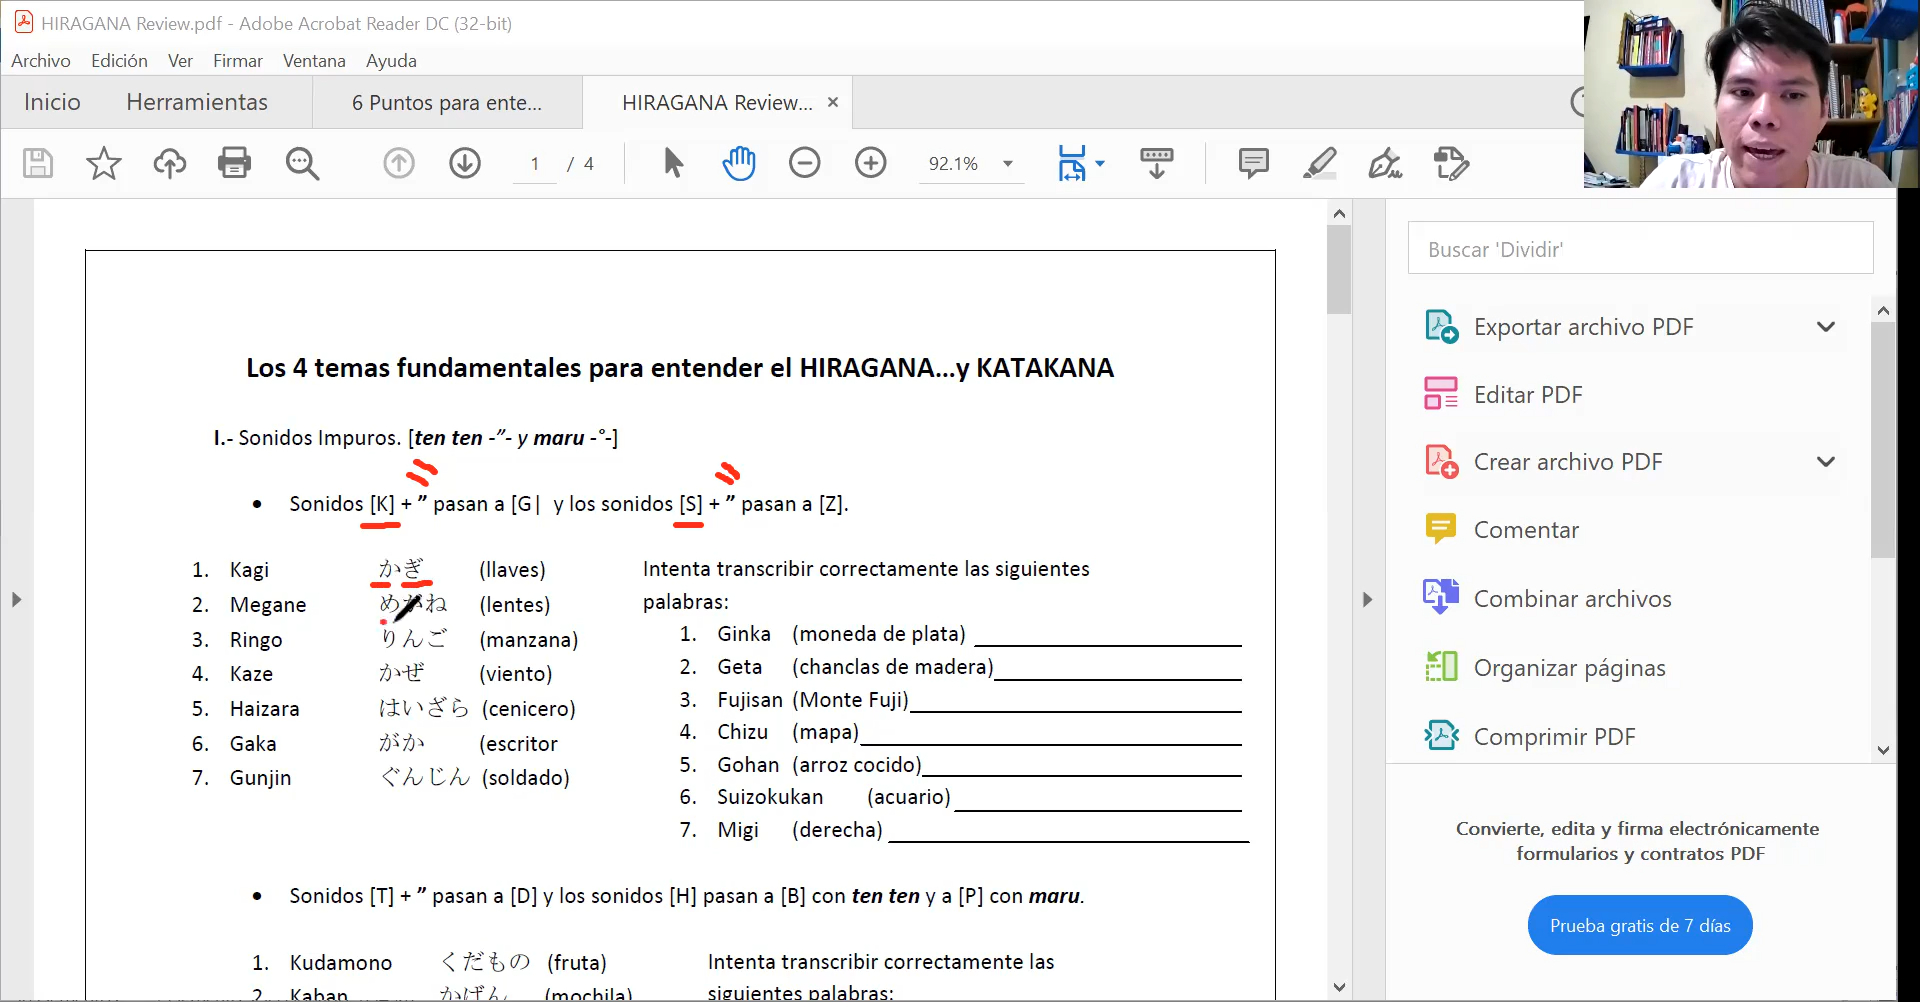 HIRAGANA Review.pdf - Adobe Acrobat Reader DC (32-bit)
Archivo Edición Ver Firmar Ventana Ayuda
Inicio Herramientas 6 Puntos para ente... HIRAGANA Review... ×
1 / 4 92.1%
Buscar 'Dividir'
Exportar archivo PDF
Editar PDF
Crear archivo PDF
Comentar
Combinar archivos
Organizar páginas
Comprimir PDF
Convierte, edita y firma electrónicamente
formularios y contratos PDF
Prueba gratis de 7 días
Los 4 temas fundamentales para entender el HIRAGANA...y KATAKANA
I.- Sonidos Impuros. [ten ten -”- y maru -°-]
• Sonidos [K] + ” pasan a [G| y los sonidos [S] + ” pasan a [Z].
1. Kagi かぎ (llaves)
2. Megane めがね (lentes)
3. Ringo りんご (manzana)
4. Kaze かぜ (viento)
5. Haizara はいざら (cenicero)
6. Gaka がか (escritor
7. Gunjin ぐんじん (soldado)
Intenta transcribir correctamente las siguientes
palabras:
1. Ginka (moneda de plata)
2. Geta (chanclas de madera)
3. Fujisan (Monte Fuji)
4. Chizu (mapa)
5. Gohan (arroz cocido)
6. Suizokukan (acuario)
7. Migi (derecha)
• Sonidos [T] + ” pasan a [D] y los sonidos [H] pasan a [B] con ten ten y a [P] con maru.
1. Kudamono くだもの (fruta)
2. Kaban (mochila)
Intenta transcribir correctamente las
siguientes palabras: